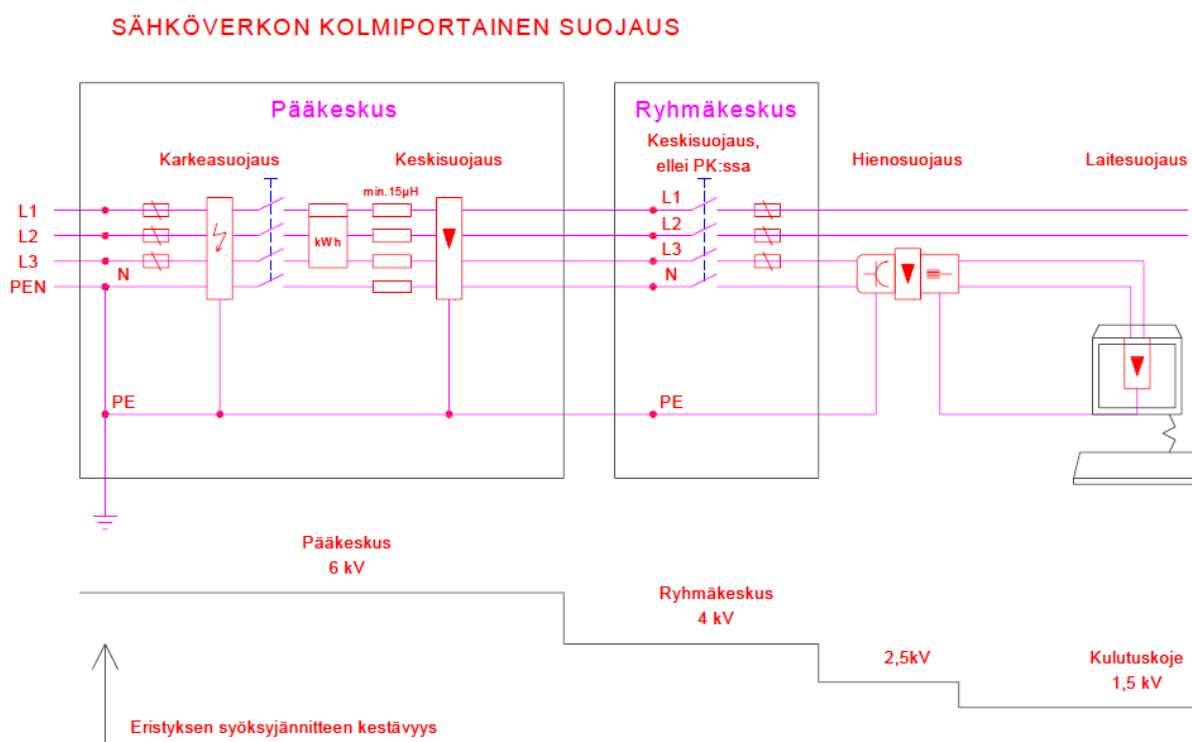 SÄHKÖVERKON KOLMIPORTAINEN SUOJAUS
Pääkeskus
Ryhmäkeskus
Karkeasuojaus
Keskisuojaus
Keskisuojaus,
ellei PK:ssa
Hienosuojaus
Laitesuojaus
min.15µH
L1
L2
L3
PEN
N
kWh
L1
L2
L3
N
PE
PE
Pääkeskus
6 kV
Ryhmäkeskus
4 kV
2,5kV
Kulutuskoje
1,5 kV
Eristyksen syöksyjännitteen kestävyys